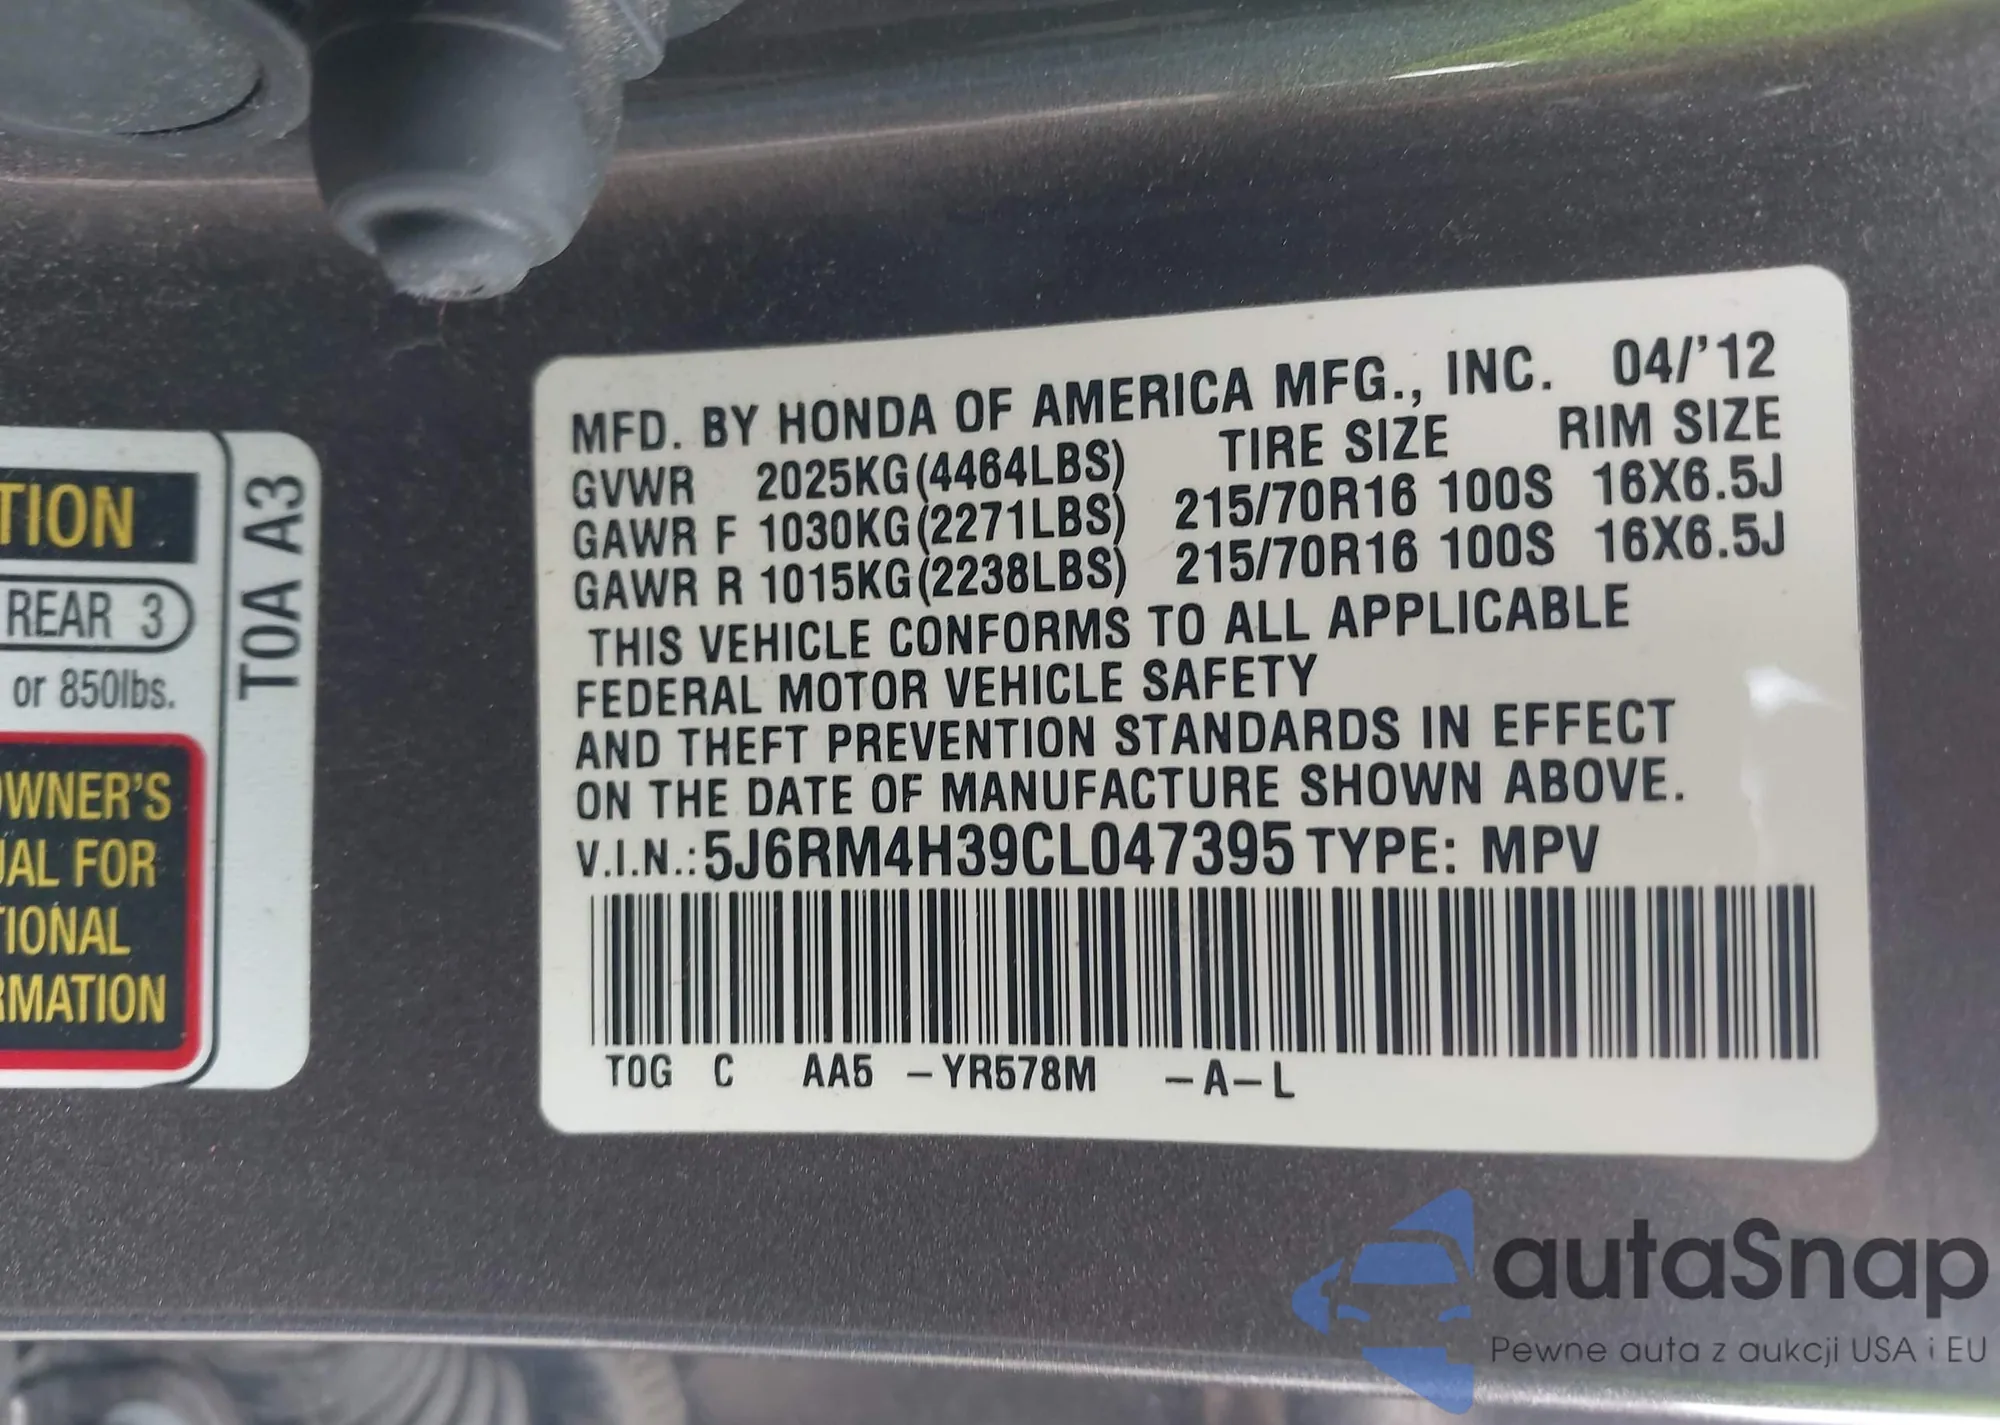 MFD. BY HONDA OF AMERICA MFG., INC. 04/'12
GVWR 2025KG(4464LBS) TIRE SIZE RIM SIZE
GAWR F 1030KG(2271LBS) 215/70R16 100S 16X6.5J
GAWR R 1015KG(2238LBS) 215/70R16 100S 16X6.5J
THIS VEHICLE CONFORMS TO ALL APPLICABLE
FEDERAL MOTOR VEHICLE SAFETY
AND THEFT PREVENTION STANDARDS IN EFFECT
ON THE DATE OF MANUFACTURE SHOWN ABOVE.
V.I.N.:5J6RM4H39CL047395 TYPE: MPV
TOG C AA5 -YR578M -A-L
TION
REAR 3
or 850lbs.
OWNER'S
UAL FOR
TIONAL
RMATION
TOA A3
autaSnap
Pewne auta z aukcji USA i EU